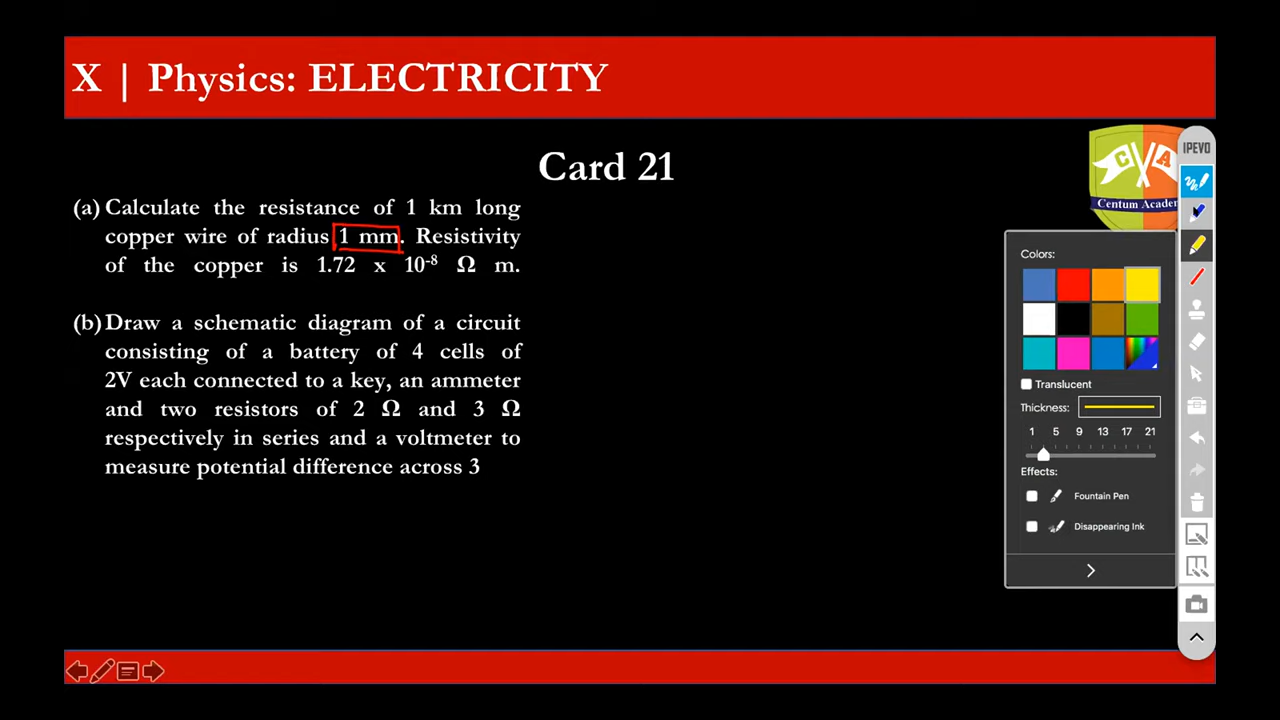 X | Physics: ELECTRICITY
Card 21
(a) Calculate the resistance of 1 km long
copper wire of radius 1 mm. Resistivity
of the copper is 1.72 x 10⁻⁸ Ω m.
(b) Draw a schematic diagram of a circuit
consisting of a battery of 4 cells of
2V each connected to a key, an ammeter
and two resistors of 2 Ω and 3 Ω
respectively in series and a voltmeter to
measure potential difference across 3
C A
Centum Academ
IPEVO
Colors:
Translucent
Thickness:
1 5 9 13 17 21
Effects:
Fountain Pen
Disappearing Ink